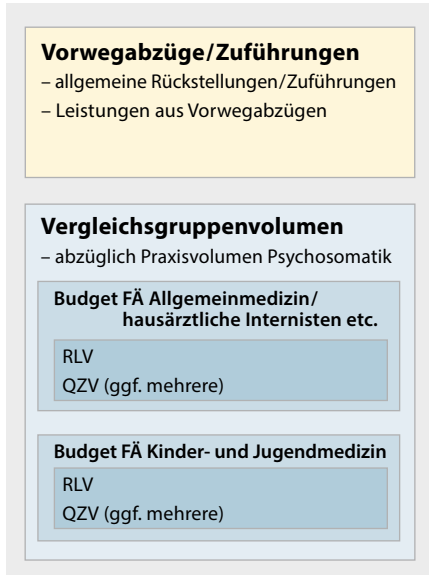 Vorwegabzüge/Zuführungen
– allgemeine Rückstellungen/Zuführungen
– Leistungen aus Vorwegabzügen
Vergleichsgruppenvolumen
– abzüglich Praxisvolumen Psychosomatik
Budget FÄ Allgemeinmedizin/
hausärztliche Internisten etc.
RLV
QZV (ggf. mehrere)
Budget FÄ Kinder- und Jugendmedizin
RLV
QZV (ggf. mehrere)